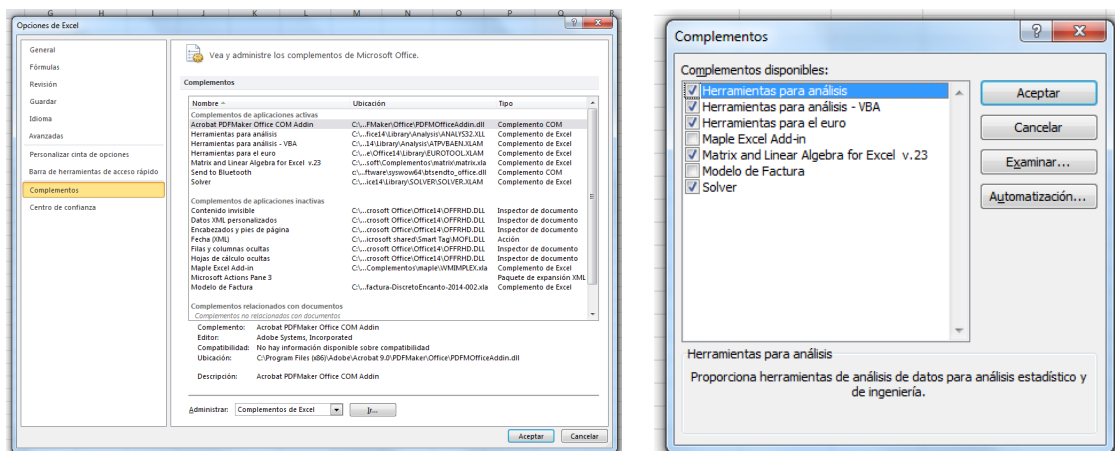 G H I J K L M N O P Q R
Opciones de Excel
General
Fórmulas
Revisión
Guardar
Idioma
Avanzadas
Personalizar cinta de opciones
Barra de herramientas de acceso rápido
Complementos
Centro de confianza
Vea y administre los complementos de Microsoft Office.
Complementos
Nombre Ubicación Tipo
Complementos de aplicaciones activas
Acrobat PDFMaker Office COM Addin C:\...FMaker\Office\PDFMOfficeAddin.dll Complemento COM
Herramientas para análisis C:\...fice14\Library\Analysis\ANALYS32.XLL Complemento de Excel
Herramientas para análisis - VBA C:\...14\Library\Analysis\ATPVBAEN.XLAM Complemento de Excel
Herramientas para el euro C:\...e\Office14\Library\EUROTOOL.XLAM Complemento de Excel
Matrix and Linear Algebra for Excel v.23 C:\...soft\Complementos\matrix\matrix.xla Complemento de Excel
Send to Bluetooth C:\...ftware\syswow64\btsendto_office.dll Complemento COM
Solver C:\...ice14\Library\SOLVER\SOLVER.XLAM Complemento de Excel
Complementos de aplicaciones inactivas
Contenido invisible C:\...crosoft Office\Office14\OFFRHD.DLL Inspector de documento
Datos XML personalizados C:\...crosoft Office\Office14\OFFRHD.DLL Inspector de documento
Encabezados y pies de página C:\...crosoft Office\Office14\OFFRHD.DLL Inspector de documento
Fecha (XML) C:\...icrosoft shared\Smart Tag\MOFL.DLL Acción
Filas y columnas ocultas C:\...crosoft Office\Office14\OFFRHD.DLL Inspector de documento
Hojas de cálculo ocultas C:\...crosoft Office\Office14\OFFRHD.DLL Inspector de documento
Maple Excel Add-in C:\...Complementos\maple\WMIMPLEX.xla Complemento de Excel
Microsoft Actions Pane 3 Paquete de expansión XML
Modelo de Factura C:\...factura-DiscretoEncanto-2014-002.xla Complemento de Excel
Complementos relacionados con documentos
Complementos no relacionados con documentos
Complemento: Acrobat PDFMaker Office COM Addin
Editor: Adobe Systems, Incorporated
Compatibilidad: No hay información disponible sobre compatibilidad
Ubicación: C:\Program Files (x86)\Adobe\Acrobat 9.0\PDFMaker\Office\PDFMOfficeAddin.dll
Descripción: Acrobat PDFMaker Office COM Addin
Administrar: Complementos de Excel Ir...
Aceptar Cancelar
Complementos
Complementos disponibles:
Herramientas para análisis
Herramientas para análisis - VBA
Herramientas para el euro
Maple Excel Add-in
Matrix and Linear Algebra for Excel v.23
Modelo de Factura
Solver
Aceptar
Cancelar
Examinar...
Automatización...
Herramientas para análisis
Proporciona herramientas de análisis de datos para análisis estadístico y
de ingeniería.